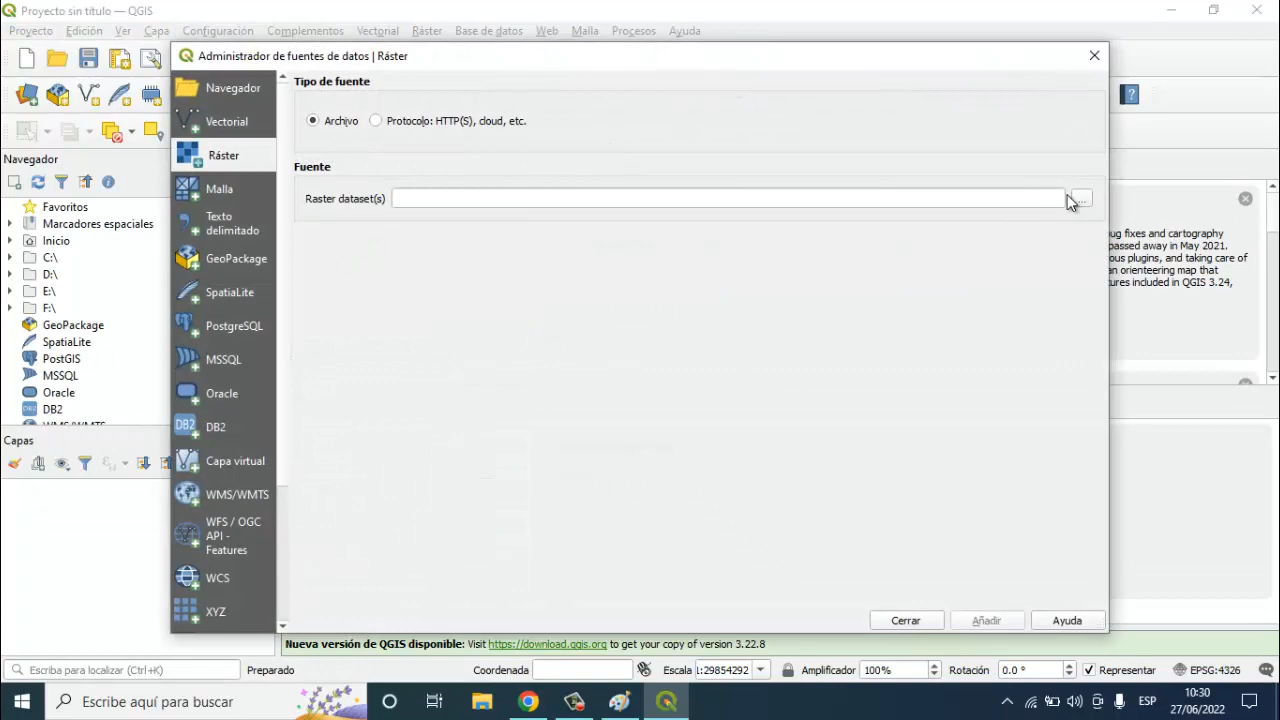 Proyecto sin título — QGIS
Proyecto Edición Ver Capa Configuración Complementos Vectorial Ráster Base de datos Web Malla Procesos Ayuda
Administrador de fuentes de datos | Ráster
Navegador
Vectorial
Ráster
Malla
Texto
delimitado
GeoPackage
SpatiaLite
PostgreSQL
MSSQL
Oracle
DB2
Capa virtual
WMS/WMTS
WFS / OGC
API -
Features
WCS
XYZ
Tipo de fuente
Archivo Protocolo: HTTP(S), cloud, etc.
Fuente
Raster dataset(s)
...
Cerrar Añadir Ayuda
Navegador
Favoritos
Marcadores espaciales
Inicio
C:\
D:\
E:\
F:\
GeoPackage
SpatiaLite
PostGIS
MSSQL
Oracle
DB2
WMS/WMTS
Capas
ug fixes and cartography
passed away in May 2021.
ous plugins, and taking care of
an orienteering map that
tures included in QGIS 3.24,
Nueva versión de QGIS disponible: Visit https://download.qgis.org to get your copy of version 3.22.8
Escriba para localizar (Ctrl+K) Preparado Coordenada Escala 1:29854292 Amplificador 100% Rotación 0.0 ° Representar EPSG:4326
Escribe aquí para buscar
ESP
10:30
27/06/2022